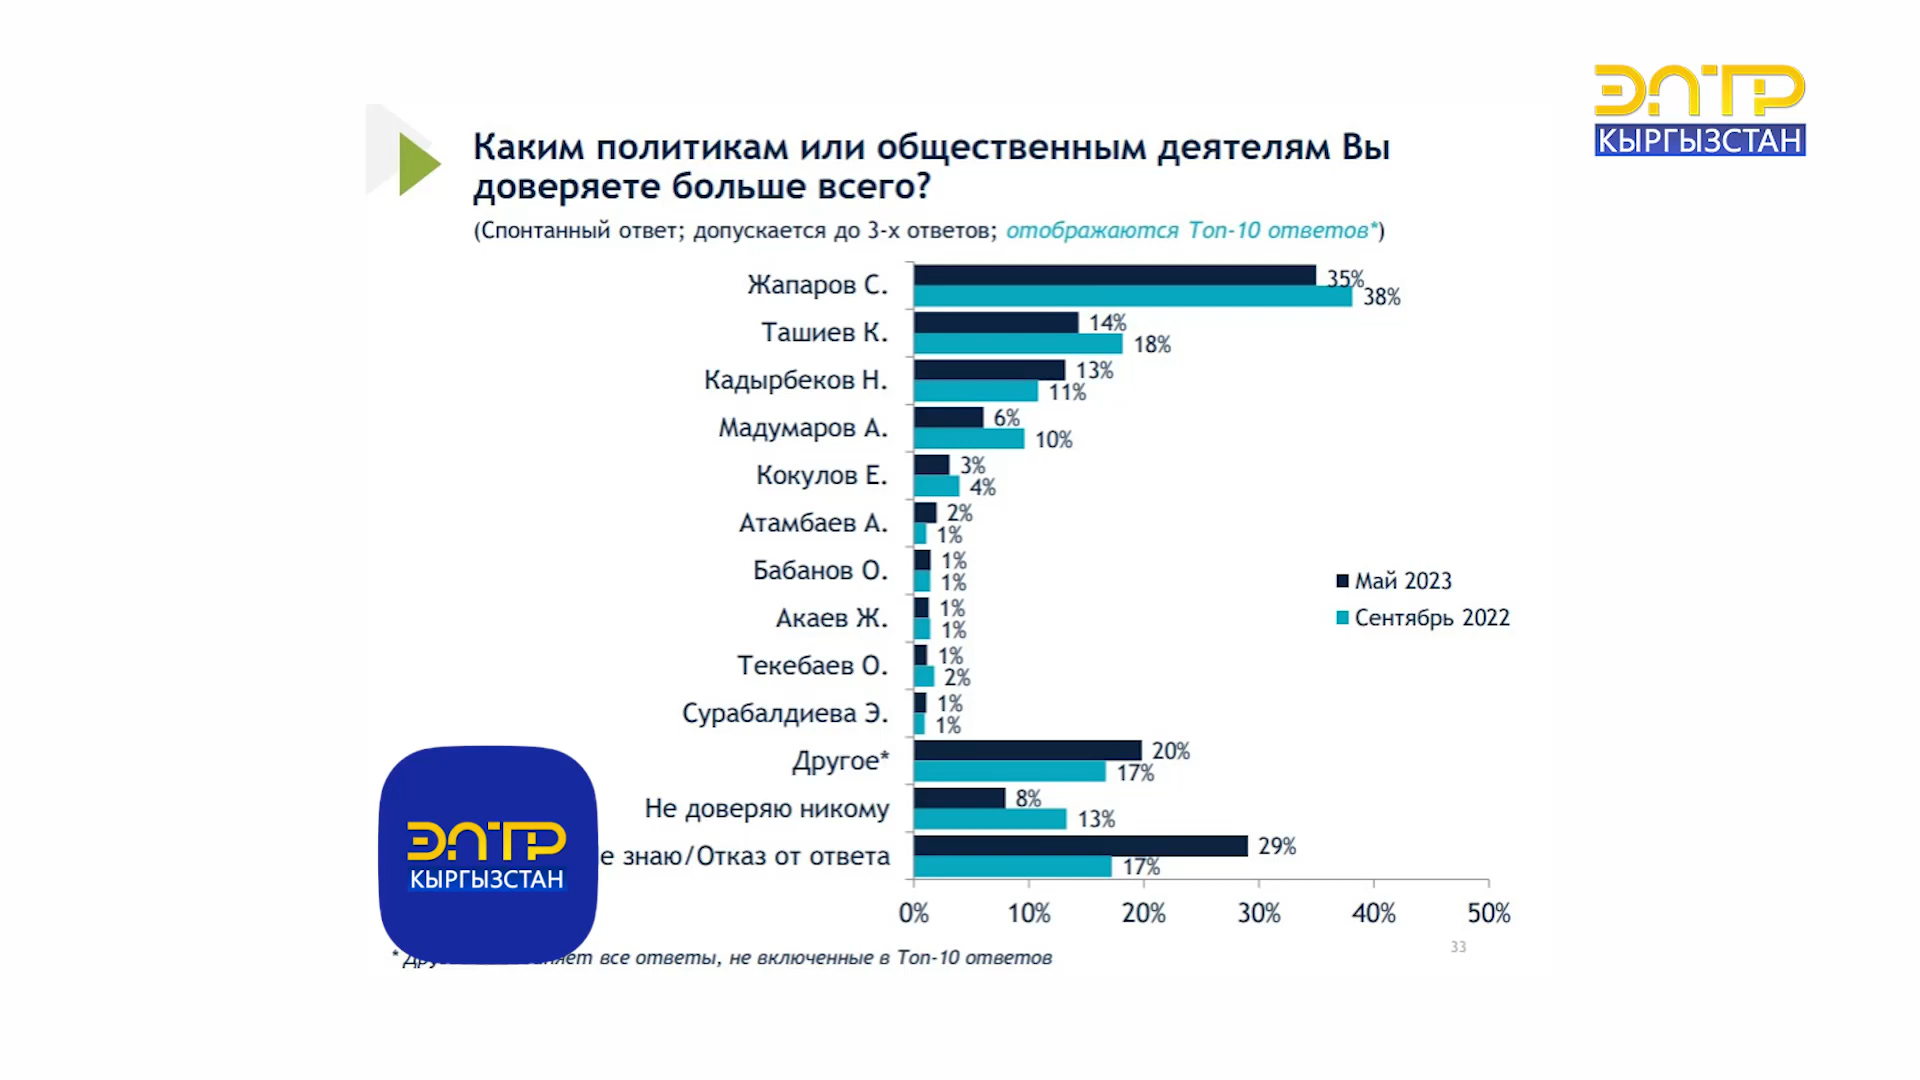 ЭЛТР
КЫРГЫЗСТАН
Каким политикам или общественным деятелям Вы
доверяете больше всего?
(Спонтанный ответ; допускается до 3-х ответов; отображаются Топ-10 ответов*)
Жапаров С.
35%
38%
Ташиев К.
14%
18%
Кадырбеков Н.
13%
11%
Мадумаров А.
6%
10%
Кокулов Е.
3%
4%
Атамбаев А.
2%
1%
Бабанов О.
1%
1%
Акаев Ж.
1%
1%
Текебаев О.
1%
2%
Сурабалдиева Э.
1%
1%
Другое*
20%
17%
Не доверяю никому
8%
13%
е знаю/Отказ от ответа
29%
17%
Май 2023
Сентябрь 2022
0% 10% 20% 30% 40% 50%
33
ЭЛТР
КЫРГЫЗСТАН
* все ответы, не включенные в Топ-10 ответов